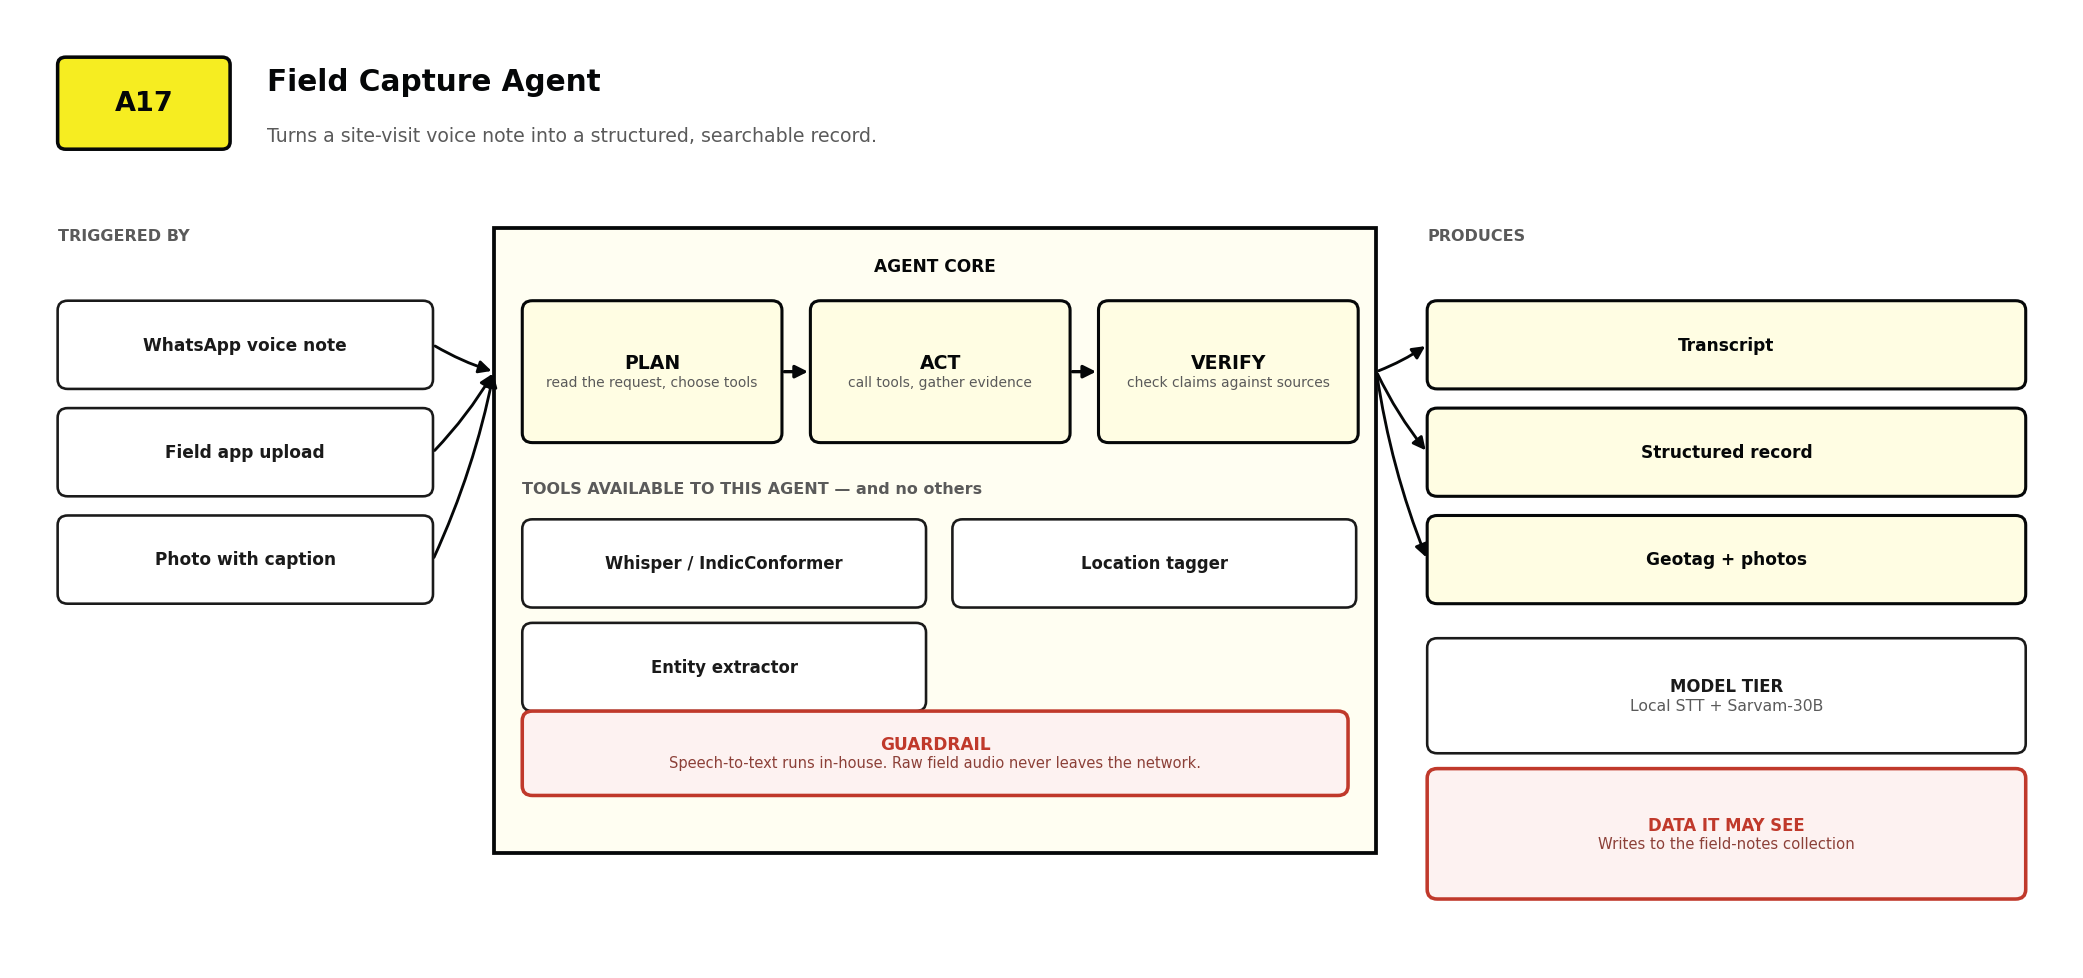 A17
Field Capture Agent
Turns a site-visit voice note into a structured, searchable record.
TRIGGERED BY
WhatsApp voice note
Field app upload
Photo with caption
AGENT CORE
PLAN
read the request, choose tools
ACT
call tools, gather evidence
VERIFY
check claims against sources
TOOLS AVAILABLE TO THIS AGENT — and no others
Whisper / IndicConformer
Location tagger
Entity extractor
GUARDRAIL
Speech-to-text runs in-house. Raw field audio never leaves the network.
PRODUCES
Transcript
Structured record
Geotag + photos
MODEL TIER
Local STT + Sarvam-30B
DATA IT MAY SEE
Writes to the field-notes collection